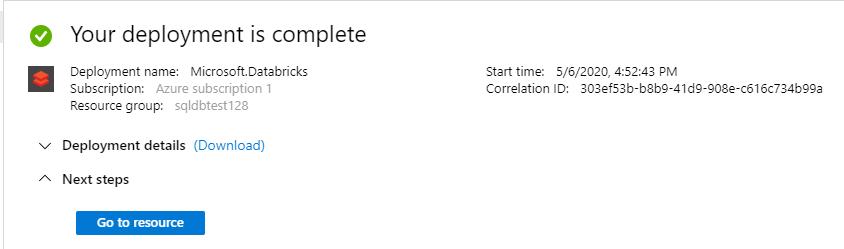 Your deployment is complete
Deployment name: Microsoft.Databricks
Subscription: Azure subscription 1
Resource group: sqldbtest128
Start time: 5/6/2020, 4:52:43 PM
Correlation ID: 303ef53b-b8b9-41d9-908e-c616c734b99a
Deployment details (Download)
Next steps
Go to resource